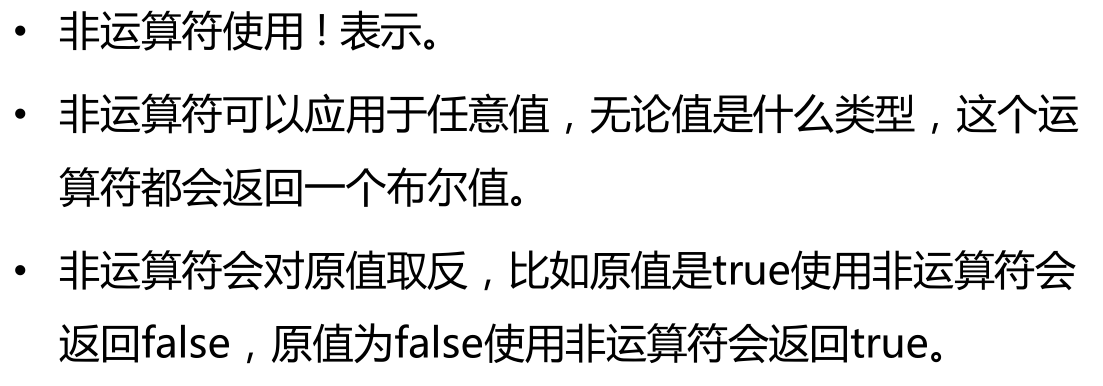 • 非运算符使用！表示。
• 非运算符可以应用于任意值，无论值是什么类型，这个运
算符都会返回一个布尔值。
• 非运算符会对原值取反，比如原值是true使用非运算符会
返回false，原值为false使用非运算符会返回true。